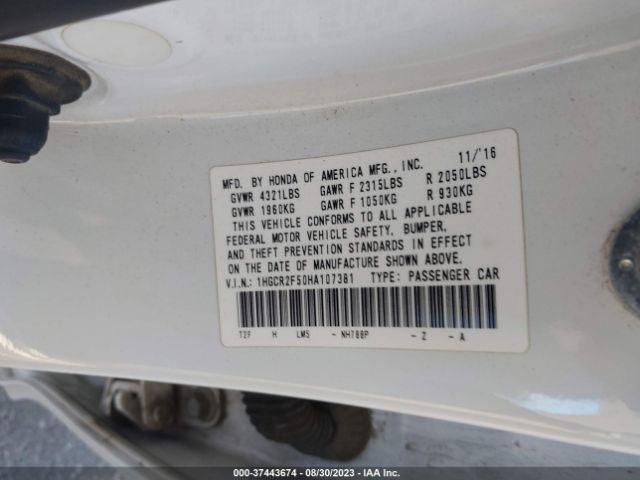 MFD. BY HONDA OF AMERICA MFG., INC. 11/'16
GVWR 4321LBS GAWR F 2315LBS R 2050LBS
GVWR 1960KG GAWR F 1050KG R 930KG
THIS VEHICLE CONFORMS TO ALL APPLICABLE
FEDERAL MOTOR VEHICLE SAFETY, BUMPER,
AND THEFT PREVENTION STANDARDS IN EFFECT
ON THE DATE OF MANUFACTURE SHOWN ABOVE.
V.I.N.: 1HGCR2F50HA107381 TYPE: PASSENGER CAR
T2F H LMS - NH788P - Z - A
000-37443674 / 08/30/2023 / IAA Inc.